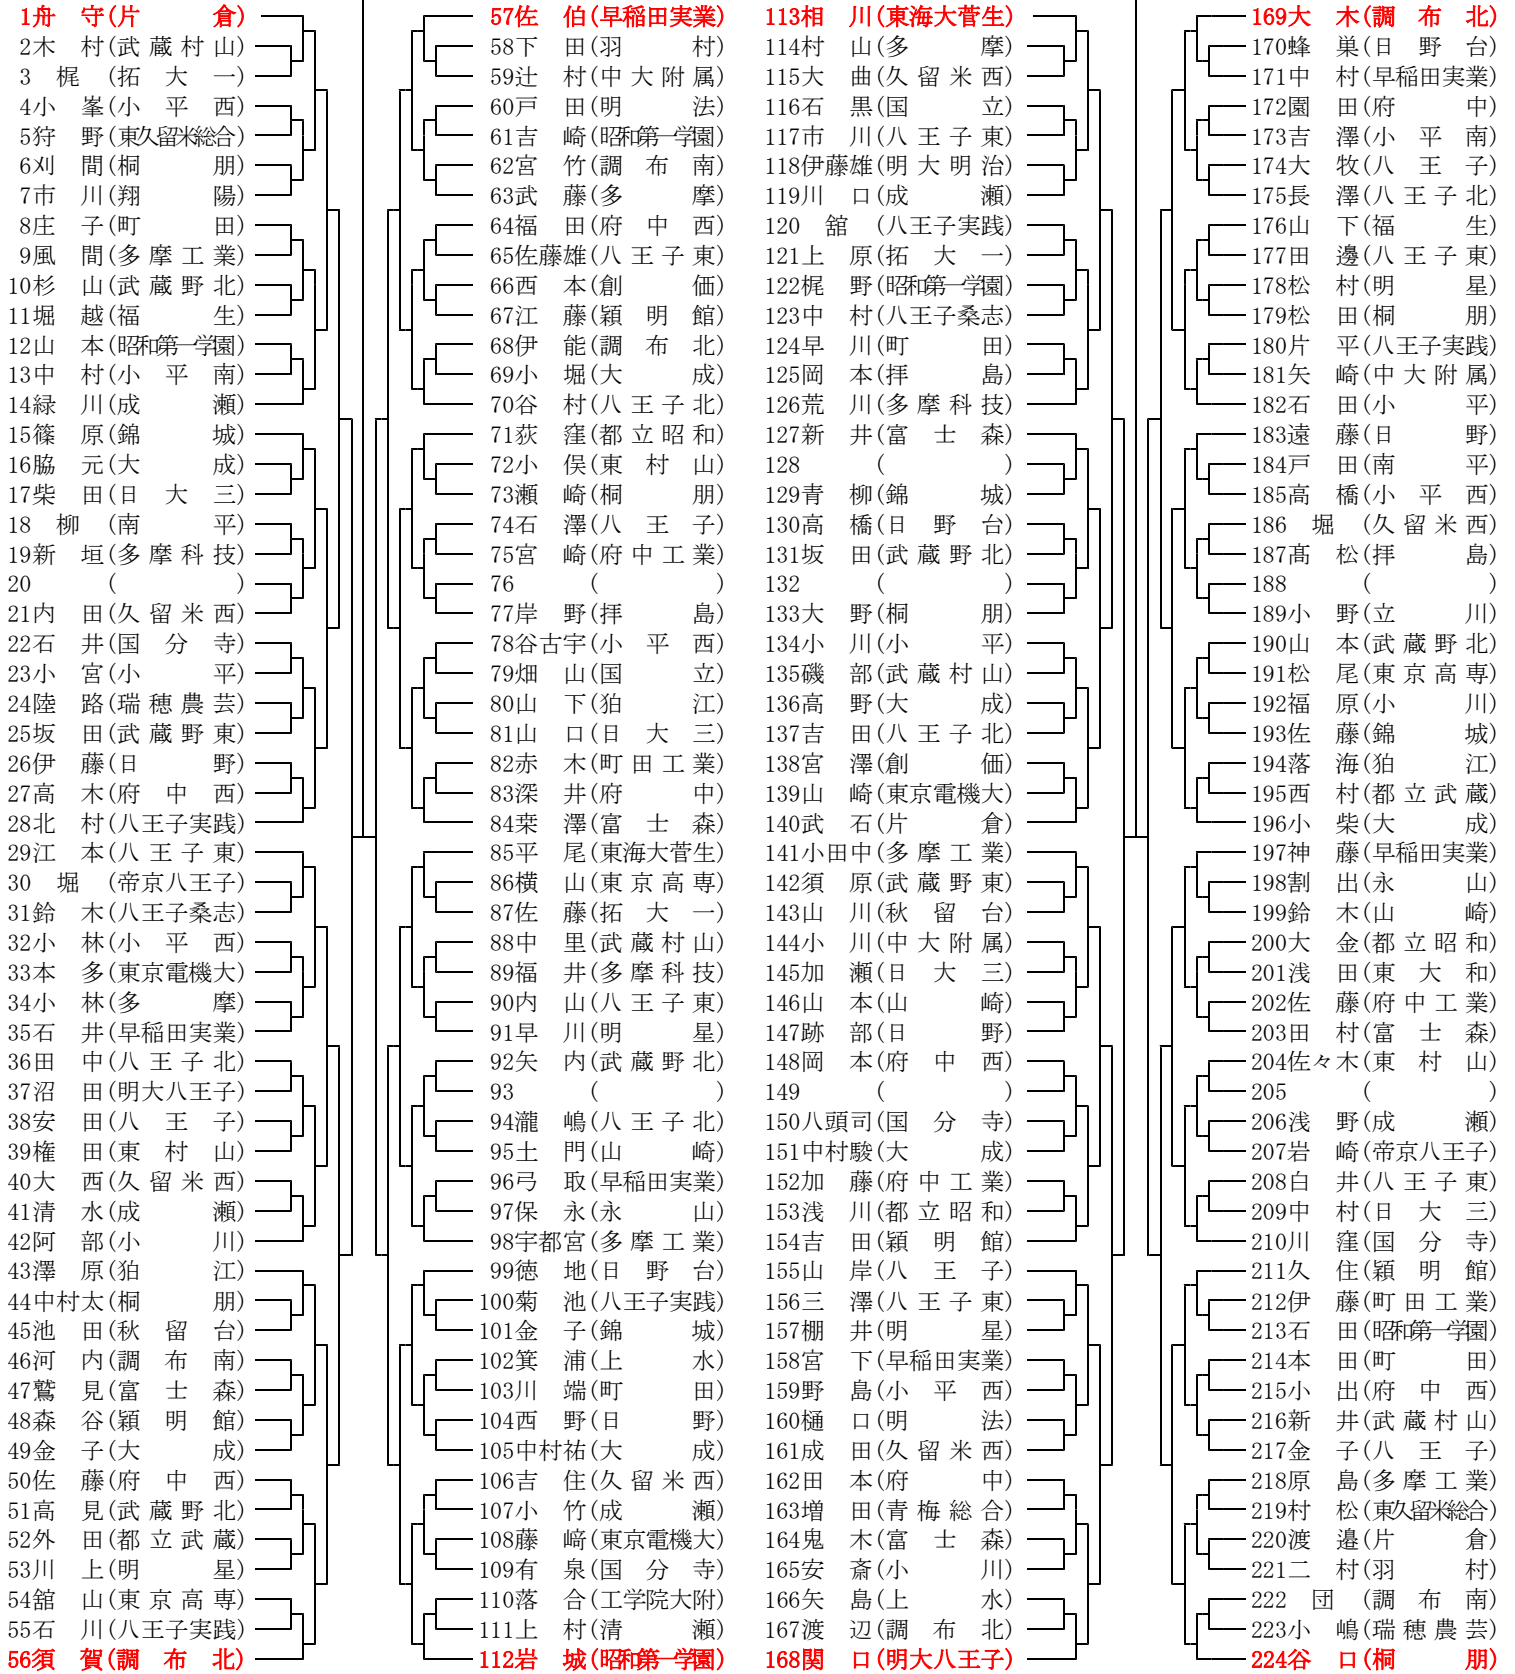 1舟　守(片　倉)
2木　村(武蔵村山)
3　梶　(拓大一)
4小　峯(小平西)
5狩　野(東久留米総合)
6刈　間(桐　朋)
7市　川(翔　陽)
8庄　子(町　田)
9風　間(多摩工業)
10杉　山(武蔵野北)
11堀　越(福　生)
12山　本(昭和第一学園)
13中　村(小平南)
14緑　川(成　瀬)
15篠　原(錦　城)
16脇　元(大　成)
17柴　田(日大三)
18　柳　(南　平)
19新　垣(多摩科技)
20　　　(　　)
21内　田(久留米西)
22石　井(国分寺)
23小　宮(小　平)
24陸　路(瑞穂農芸)
25坂　田(武蔵野東)
26伊　藤(日　野)
27高　木(府中西)
28北　村(八王子実践)
29江　本(八王子東)
30　堀　(帝京八王子)
31鈴　木(八王子桑志)
32小　林(小平西)
33本　多(東京電機大)
34小　林(多　摩)
35石　井(早稲田実業)
36田　中(八王子北)
37沼　田(明大八王子)
38安　田(八王子)
39権　田(東村山)
40大　西(久留米西)
41清　水(成　瀬)
42阿　部(小　川)
43澤　原(狛　江)
44中村太(桐　朋)
45池　田(秋留台)
46河　内(調布南)
47鷲　見(富士森)
48森　谷(穎明館)
49金　子(大　成)
50佐　藤(府中西)
51高　見(武蔵野北)
52外　田(都立武蔵)
53川　上(明　星)
54舘　山(東京高専)
55石　川(八王子実践)
56須　賀(調布北)
57佐　伯(早稲田実業)
58下　田(羽　村)
59辻　村(中大附属)
60戸　田(明　法)
61吉　崎(昭和第一学園)
62宮　竹(調布南)
63武　藤(多　摩)
64福　田(府中西)
65佐藤雄(八王子東)
66西　本(創　価)
67江　藤(穎明館)
68伊　能(調布北)
69小　堀(大　成)
70谷　村(八王子北)
71荻　窪(都立昭和)
72小　俣(東村山)
73瀬　崎(桐　朋)
74石　澤(八王子)
75宮　崎(府中工業)
76　　　(　　)
77岸　野(拝　島)
78谷古宇(小平西)
79畑　山(国　立)
80山　下(狛　江)
81山　口(日大三)
82赤　木(町田工業)
83深　井(府　中)
84桒　澤(富士森)
85平　尾(東海大菅生)
86横　山(東京高専)
87佐　藤(拓大一)
88中　里(武蔵村山)
89福　井(多摩科技)
90内　山(八王子東)
91早　川(明　星)
92矢　内(武蔵野北)
93　　　(　　)
94瀧　嶋(八王子北)
95土　門(山　崎)
96弓　取(早稲田実業)
97保　永(永　山)
98宇都宮(多摩工業)
99徳　地(日野台)
100菊　池(八王子実践)
101金　子(錦　城)
102箕　浦(上　水)
103川　端(町　田)
104西　野(日　野)
105中村祐(大　成)
106吉　住(久留米西)
107小　竹(成　瀬)
108藤　﨑(東京電機大)
109有　泉(国分寺)
110落　合(工学院大附)
111上　村(清　瀬)
112岩　城(昭和第一学園)
113相　川(東海大菅生)
114村　山(多　摩)
115大　曲(久留米西)
116石　黒(国　立)
117市　川(八王子東)
118伊藤雄(明大明治)
119川　口(成　瀬)
120　舘　(八王子実践)
121上　原(拓大一)
122梶　野(昭和第一学園)
123中　村(八王子桑志)
124早　川(町　田)
125岡　本(拝　島)
126荒　川(多摩科技)
127新　井(富士森)
128　　　(　　)
129青　柳(錦　城)
130高　橋(日野台)
131坂　田(武蔵野北)
132　　　(　　)
133大　野(桐　朋)
134小　川(小　平)
135磯　部(武蔵村山)
136高　野(大　成)
137吉　田(八王子北)
138宮　澤(創　価)
139山　崎(東京電機大)
140武　石(片　倉)
141小田中(多摩工業)
142須　原(武蔵野東)
143山　川(秋留台)
144小　川(中大附属)
145加　瀬(日大三)
146山　本(山　崎)
147跡　部(日　野)
148岡　本(府中西)
149　　　(　　)
150八頭司(国分寺)
151中村駿(大　成)
152加　藤(府中工業)
153浅　川(都立昭和)
154吉　田(穎明館)
155山　岸(八王子)
156三　澤(八王子東)
157棚　井(明　星)
158宮　下(早稲田実業)
159野　島(小平西)
160樋　口(明　法)
161成　田(久留米西)
162田　本(府　中)
163増　田(青梅総合)
164鬼　木(富士森)
165安　斎(小　川)
166矢　島(上　水)
167渡　辺(調布北)
168関　口(明大八王子)
169大　木(調布北)
170蜂　巣(日野台)
171中　村(早稲田実業)
172園　田(府　中)
173吉　澤(小平南)
174大　牧(八王子)
175長　澤(八王子北)
176山　下(福　生)
177田　邊(八王子東)
178松　村(明　星)
179松　田(桐　朋)
180片　平(八王子実践)
181矢　崎(中大附属)
182石　田(小　平)
183遠　藤(日　野)
184戸　田(南　平)
185高　橋(小平西)
186　堀　(久留米西)
187髙　松(拝　島)
188　　　(　　)
189小　野(立　川)
190山　本(武蔵野北)
191松　尾(東京高専)
192福　原(小　川)
193佐　藤(錦　城)
194落　海(狛　江)
195西　村(都立武蔵)
196小　柴(大　成)
197神　藤(早稲田実業)
198割　出(永　山)
199鈴　木(山　崎)
200大　金(都立昭和)
201浅　田(東大和)
202佐　藤(府中工業)
203田　村(富士森)
204佐々木(東村山)
205　　　(　　)
206浅　野(成　瀬)
207岩　崎(帝京八王子)
208白　井(八王子東)
209中　村(日大三)
210川　窪(国分寺)
211久　住(穎明館)
212伊　藤(町田工業)
213石　田(昭和第一学園)
214本　田(町　田)
215小　出(府中西)
216新　井(武蔵村山)
217金　子(八王子)
218原　島(多摩工業)
219村　松(東久留米総合)
220渡　邉(片　倉)
221二　村(羽　村)
222　団　(調布南)
223小　嶋(瑞穂農芸)
224谷　口(桐　朋)